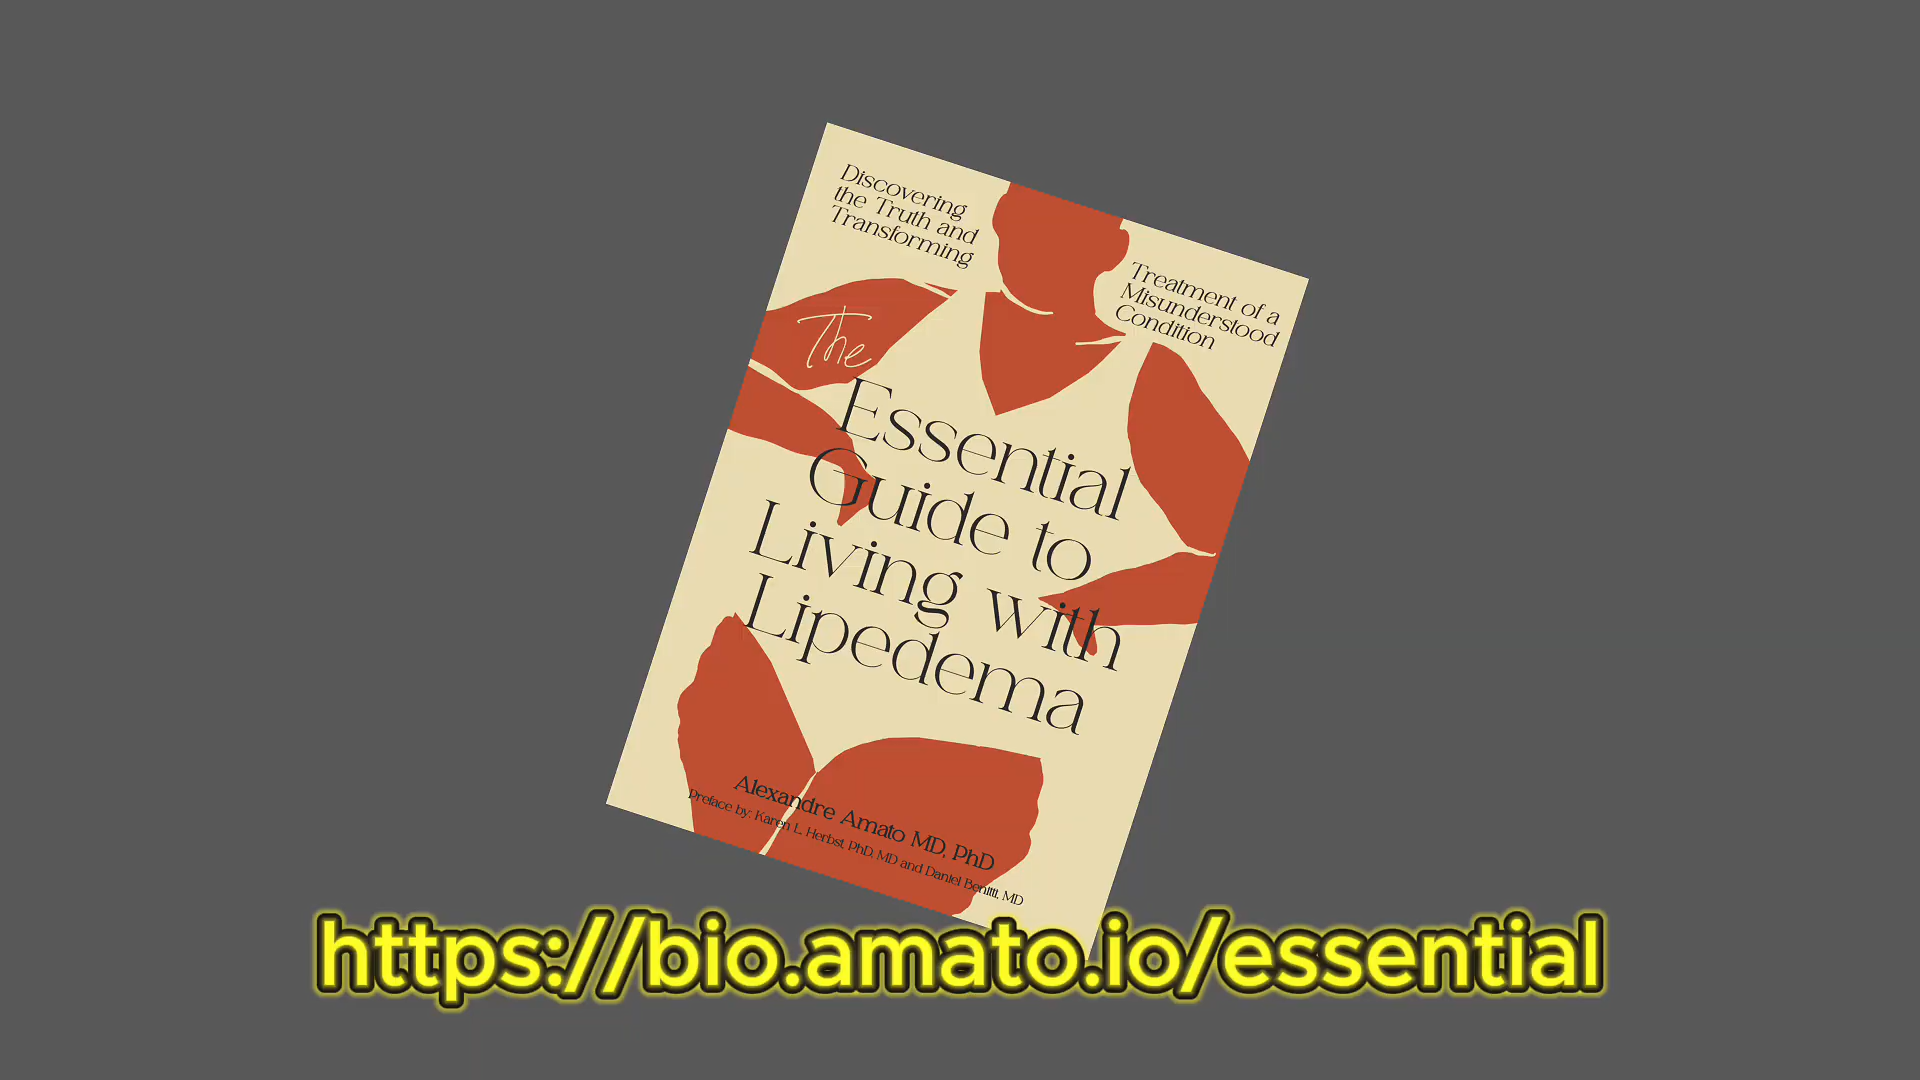 Discovering
the Truth and
Transforming
Treatment of a
Misunderstood
Condition
The
Essential
Guide to
Living with
Lipedema
Alexandre Amato MD, PhD
Preface by: Karen L. Herbst, PhD, MD and Daniel Benitti, MD
https://bio.amato.io/essential